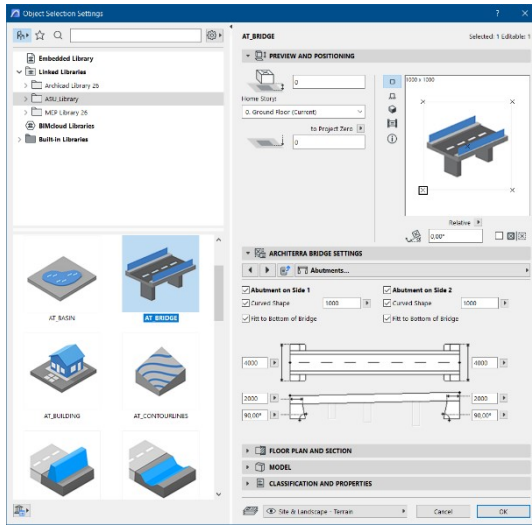 Object Selection Settings
Embedded Library
Linked Libraries
Archicad Library 26
ASU_Library
MEP Library 26
BIMcloud Libraries
Built-in Libraries
AT_BASIN
AT_BRIDGE
AT_BUILDING
AT_CONTOURLINES
AT_BRIDGE
Selected: 1 Editable: 1
PREVIEW AND POSITIONING
0
Home Story:
0. Ground Floor (Current)
to Project Zero
0
1000 x 1000
Relative
0,00°
ARCHITERRA BRIDGE SETTINGS
Abutments...
Abutment on Side 1
Abutment on Side 2
Curved Shape 1000
Curved Shape 1000
Fit to Bottom of Bridge
Fit to Bottom of Bridge
4000
4000
2000
2000
90,00°
90,00°
FLOOR PLAN AND SECTION
MODEL
CLASSIFICATION AND PROPERTIES
Site & Landscape - Terrain
Cancel
OK